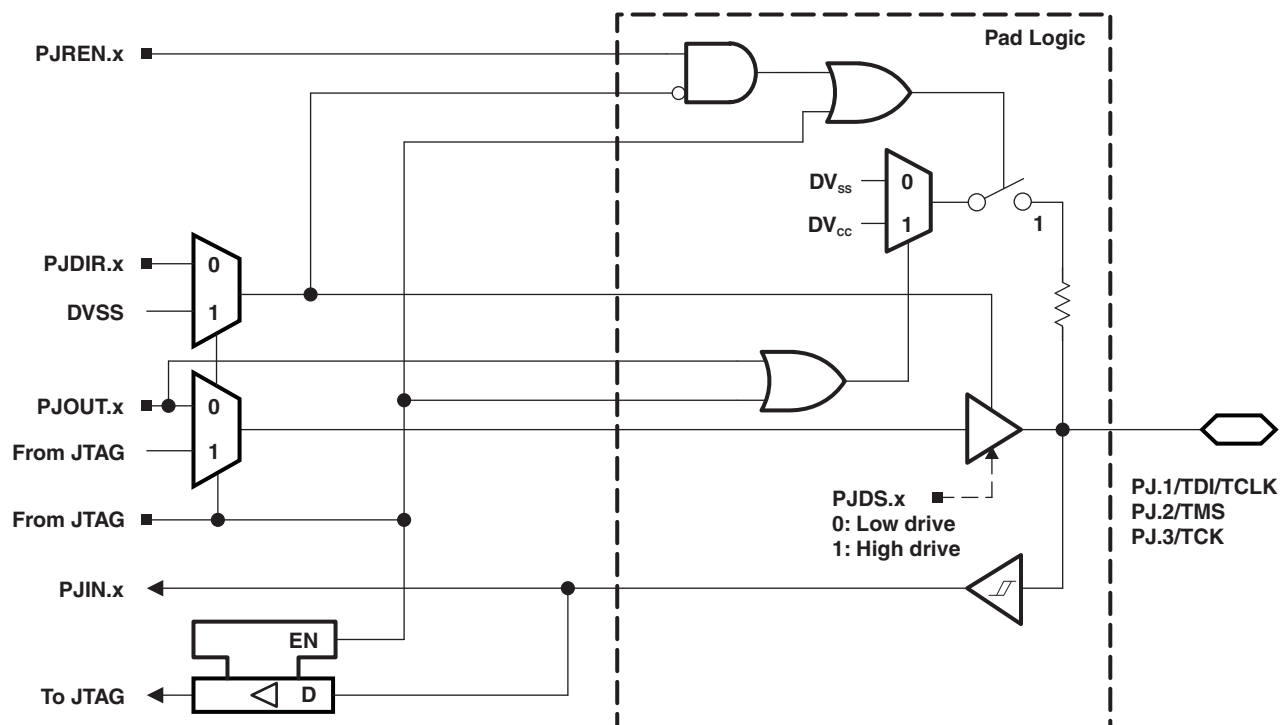 Pad Logic
PJREN.x
DVss
0
DVcc
1
1
PJDIR.x
0
DVSS
1
PJOUT.x
0
From JTAG
1
PJDS.x
0: Low drive
1: High drive
PJ.1/TDI/TCLK
PJ.2/TMS
PJ.3/TCK
From JTAG
PJIN.x
EN
To JTAG
D